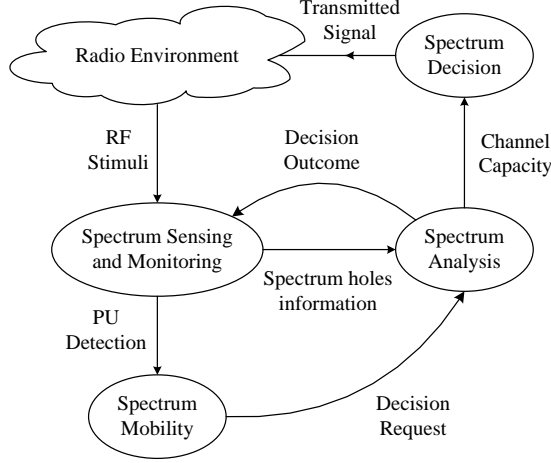 Transmitted
Signal
Radio Environment
Spectrum
Decision
RF
Stimuli
Decision
Outcome
Channel
Capacity
Spectrum Sensing
and Monitoring
Spectrum
Analysis
Spectrum holes
information
PU
Detection
Spectrum
Mobility
Decision
Request